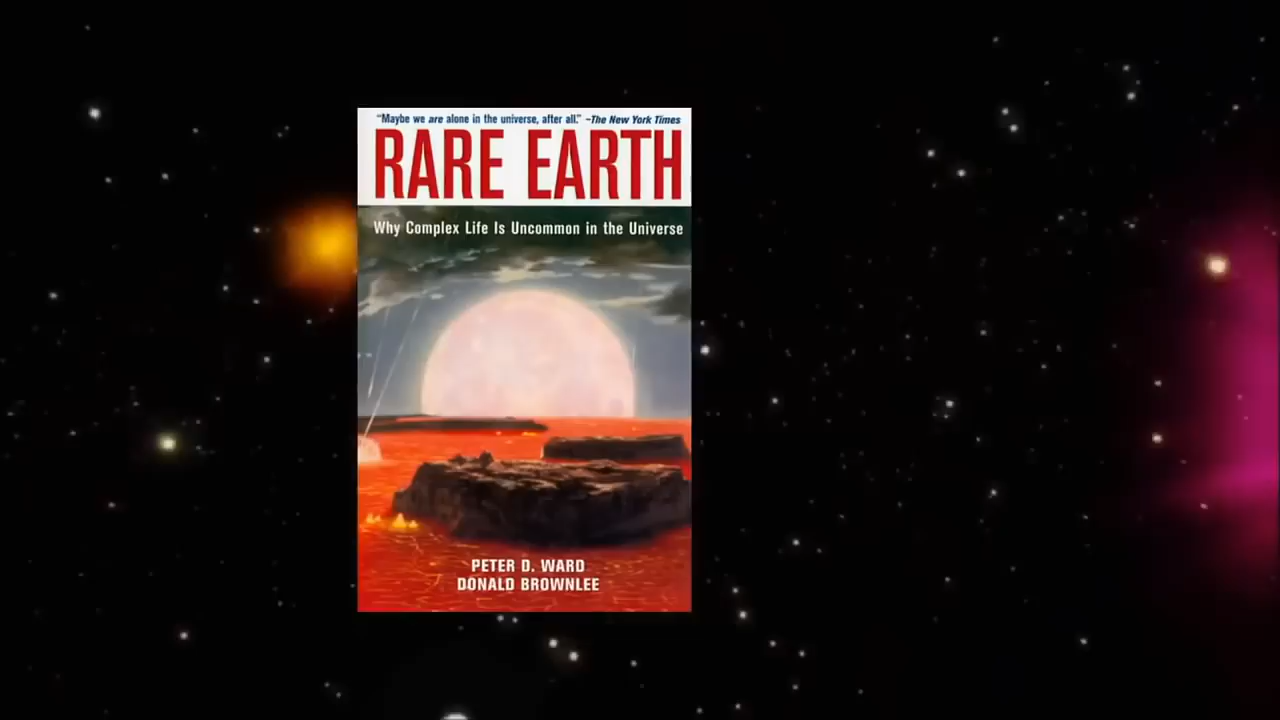 "Maybe we are alone in the universe, after all." –The New York Times
RARE EARTH
Why Complex Life Is Uncommon in the Universe
PETER D. WARD
DONALD BROWNLEE